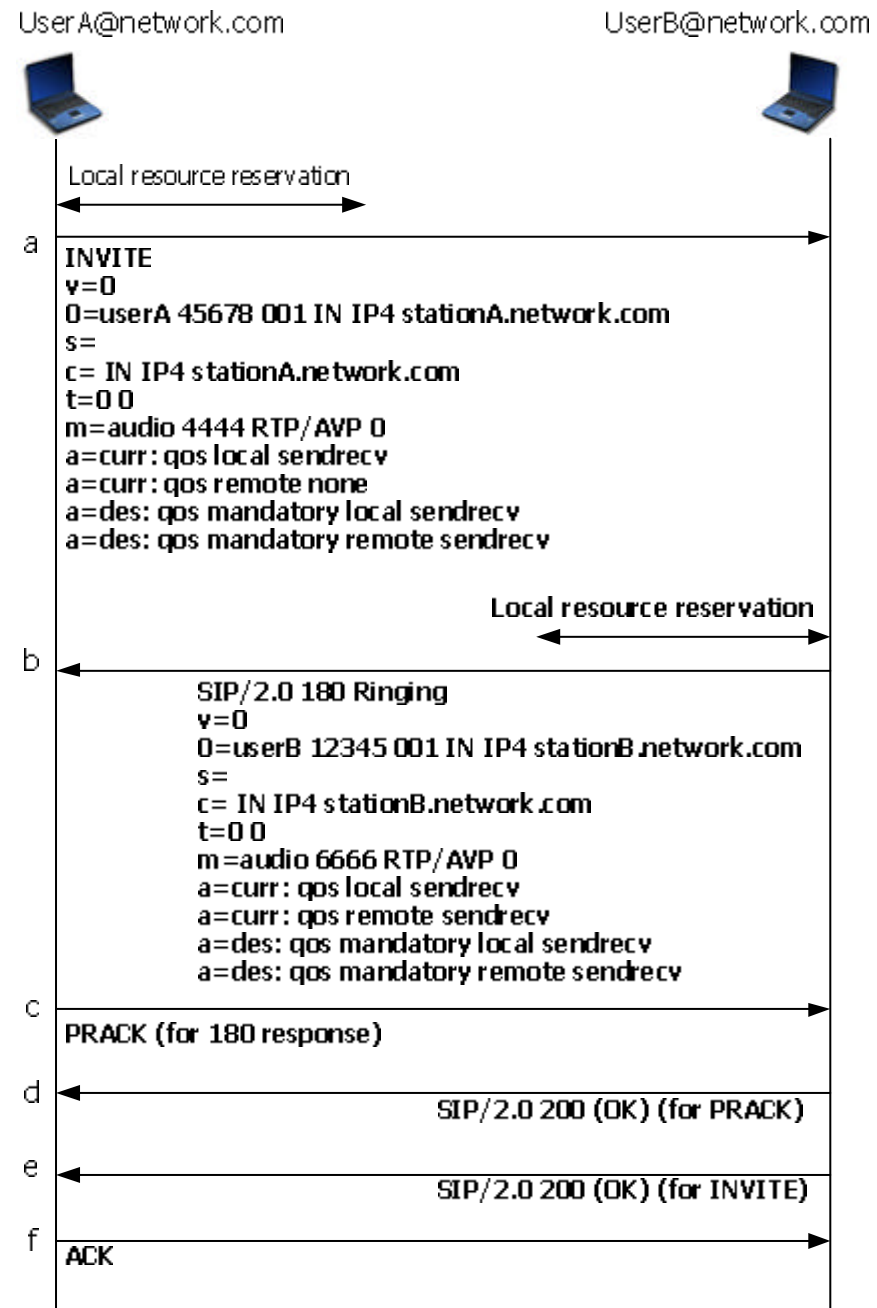 UserA@network.com
UserB@network.com
Local resource reservation
a
INVITE
v=0
0=userA 45678 001 IN IP4 stationA.network.com
s=
c= IN IP4 stationA.network.com
t=0 0
m=audio 4444 RTP/AVP 0
a=curr: qos local sendrecv
a=curr: qos remote none
a=des: qos mandatory local sendrecv
a=des: qos mandatory remote sendrecv
Local resource reservation
b
SIP/2.0 180 Ringing
v=0
0=userB 12345 001 IN IP4 stationB.network.com
s=
c= IN IP4 stationB.network.com
t=0 0
m=audio 6666 RTP/AVP 0
a=curr: qos local sendrecv
a=curr: qos remote sendrecv
a=des: qos mandatory local sendrecv
a=des: qos mandatory remote sendrecv
c
PRACK (for 180 response)
d
SIP/2.0 200 (OK) (for PRACK)
e
SIP/2.0 200 (OK) (for INVITE)
f
ACK